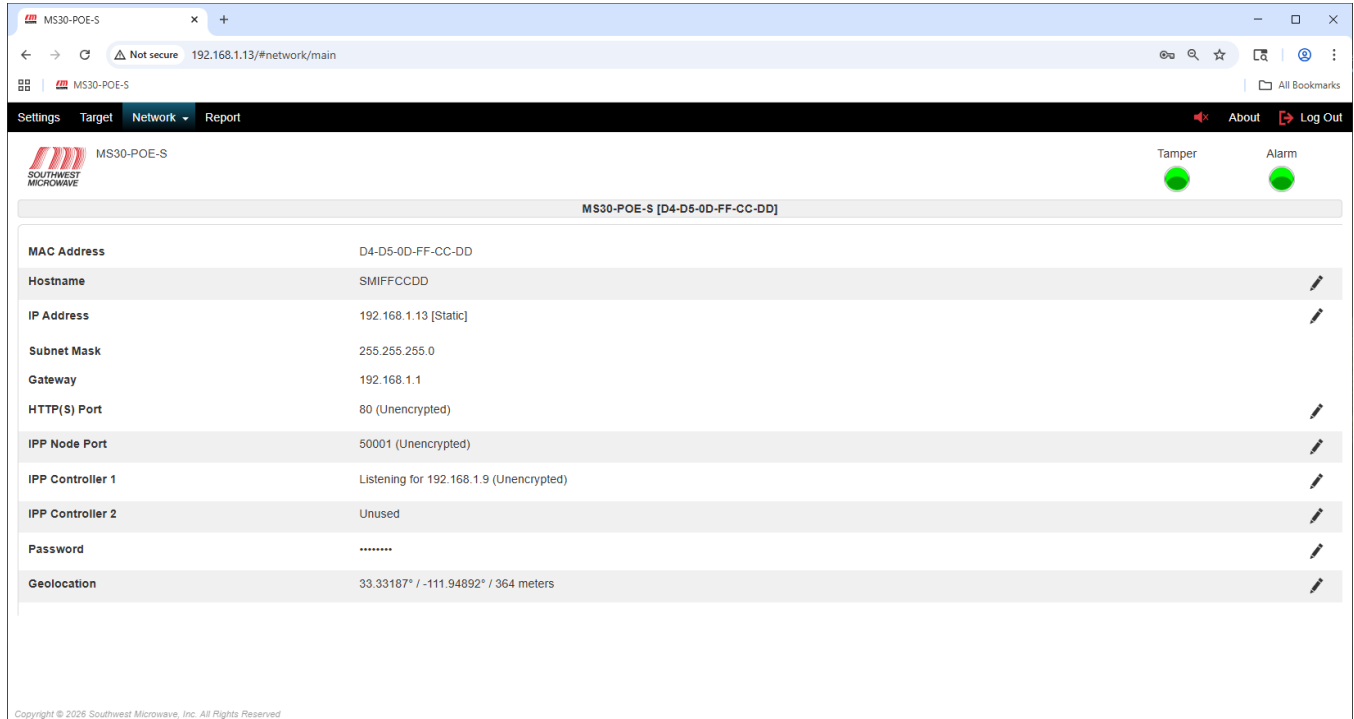 MS30-POE-S
Not secure 192.168.1.13/#network/main
MS30-POE-S All Bookmarks
Settings Target Network Report About Log Out
SOUTHWEST
MICROWAVE
MS30-POE-S Tamper Alarm
MS30-POE-S [D4-D5-0D-FF-CC-DD]
MAC Address D4-D5-0D-FF-CC-DD
Hostname SMIFFCCDD
IP Address 192.168.1.13 [Static]
Subnet Mask 255.255.255.0
Gateway 192.168.1.1
HTTP(S) Port 80 (Unencrypted)
IPP Node Port 50001 (Unencrypted)
IPP Controller 1 Listening for 192.168.1.9 (Unencrypted)
IPP Controller 2 Unused
Password ••••••••
Geolocation 33.33187° / -111.94892° / 364 meters
Copyright © 2026 Southwest Microwave, Inc. All Rights Reserved